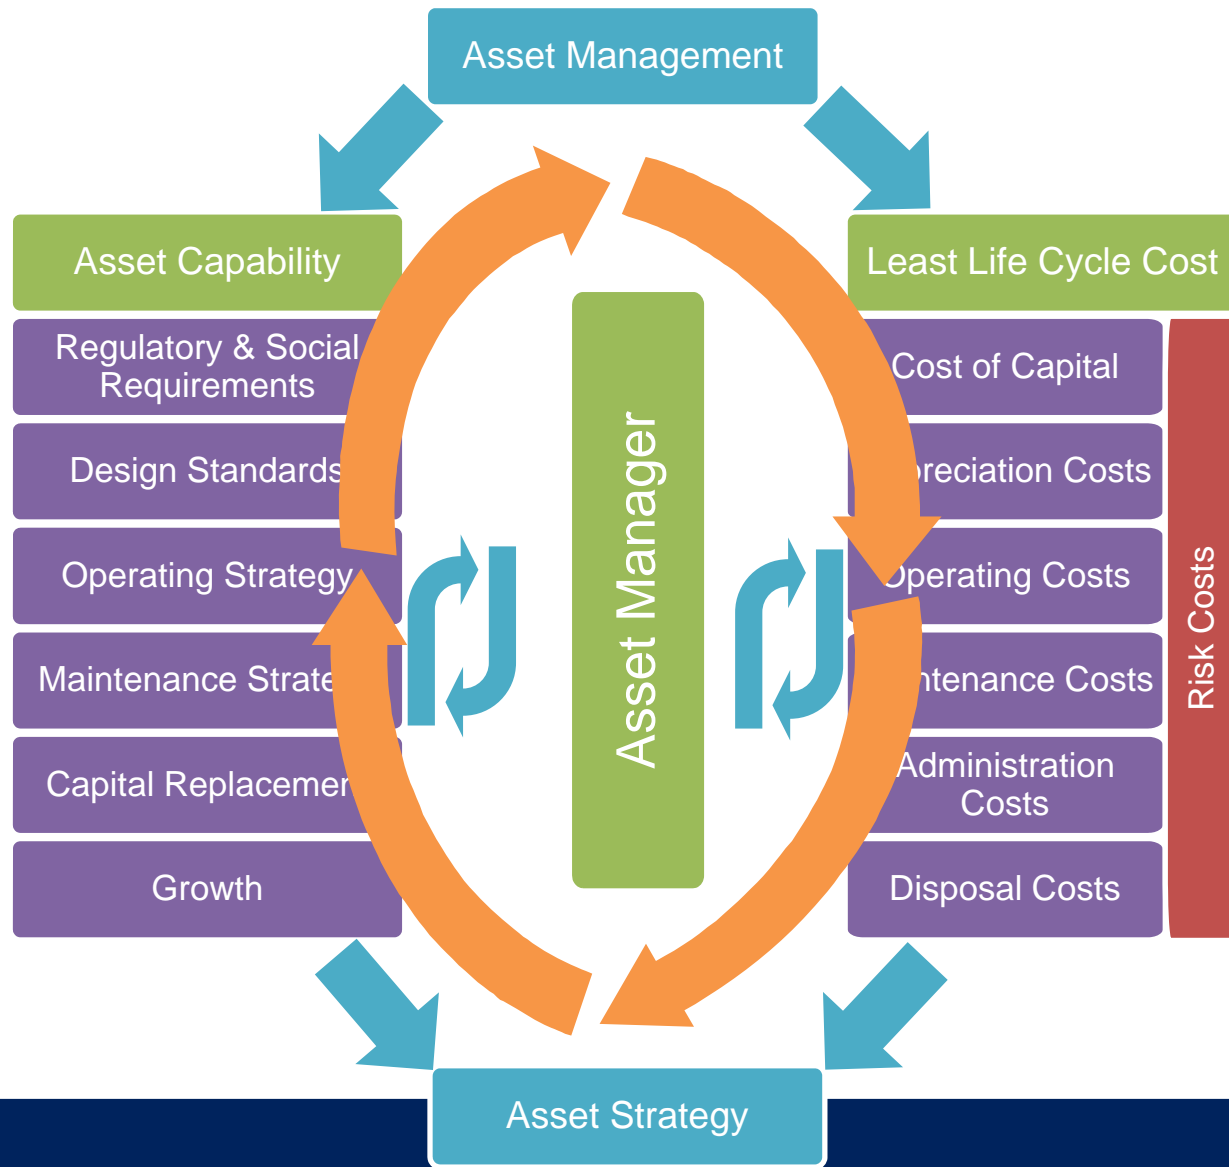 Asset Management
Asset Capability
Regulatory & Social
Requirements
Design Standards
Operating Strategy
Maintenance Strate
Capital Replacemen
Growth
Asset Manager
Least Life Cycle Cost
Cost of Capital
preciation Costs
Operating Costs
ntenance Costs
Administration
Costs
Disposal Costs
Risk Costs
Asset Strategy